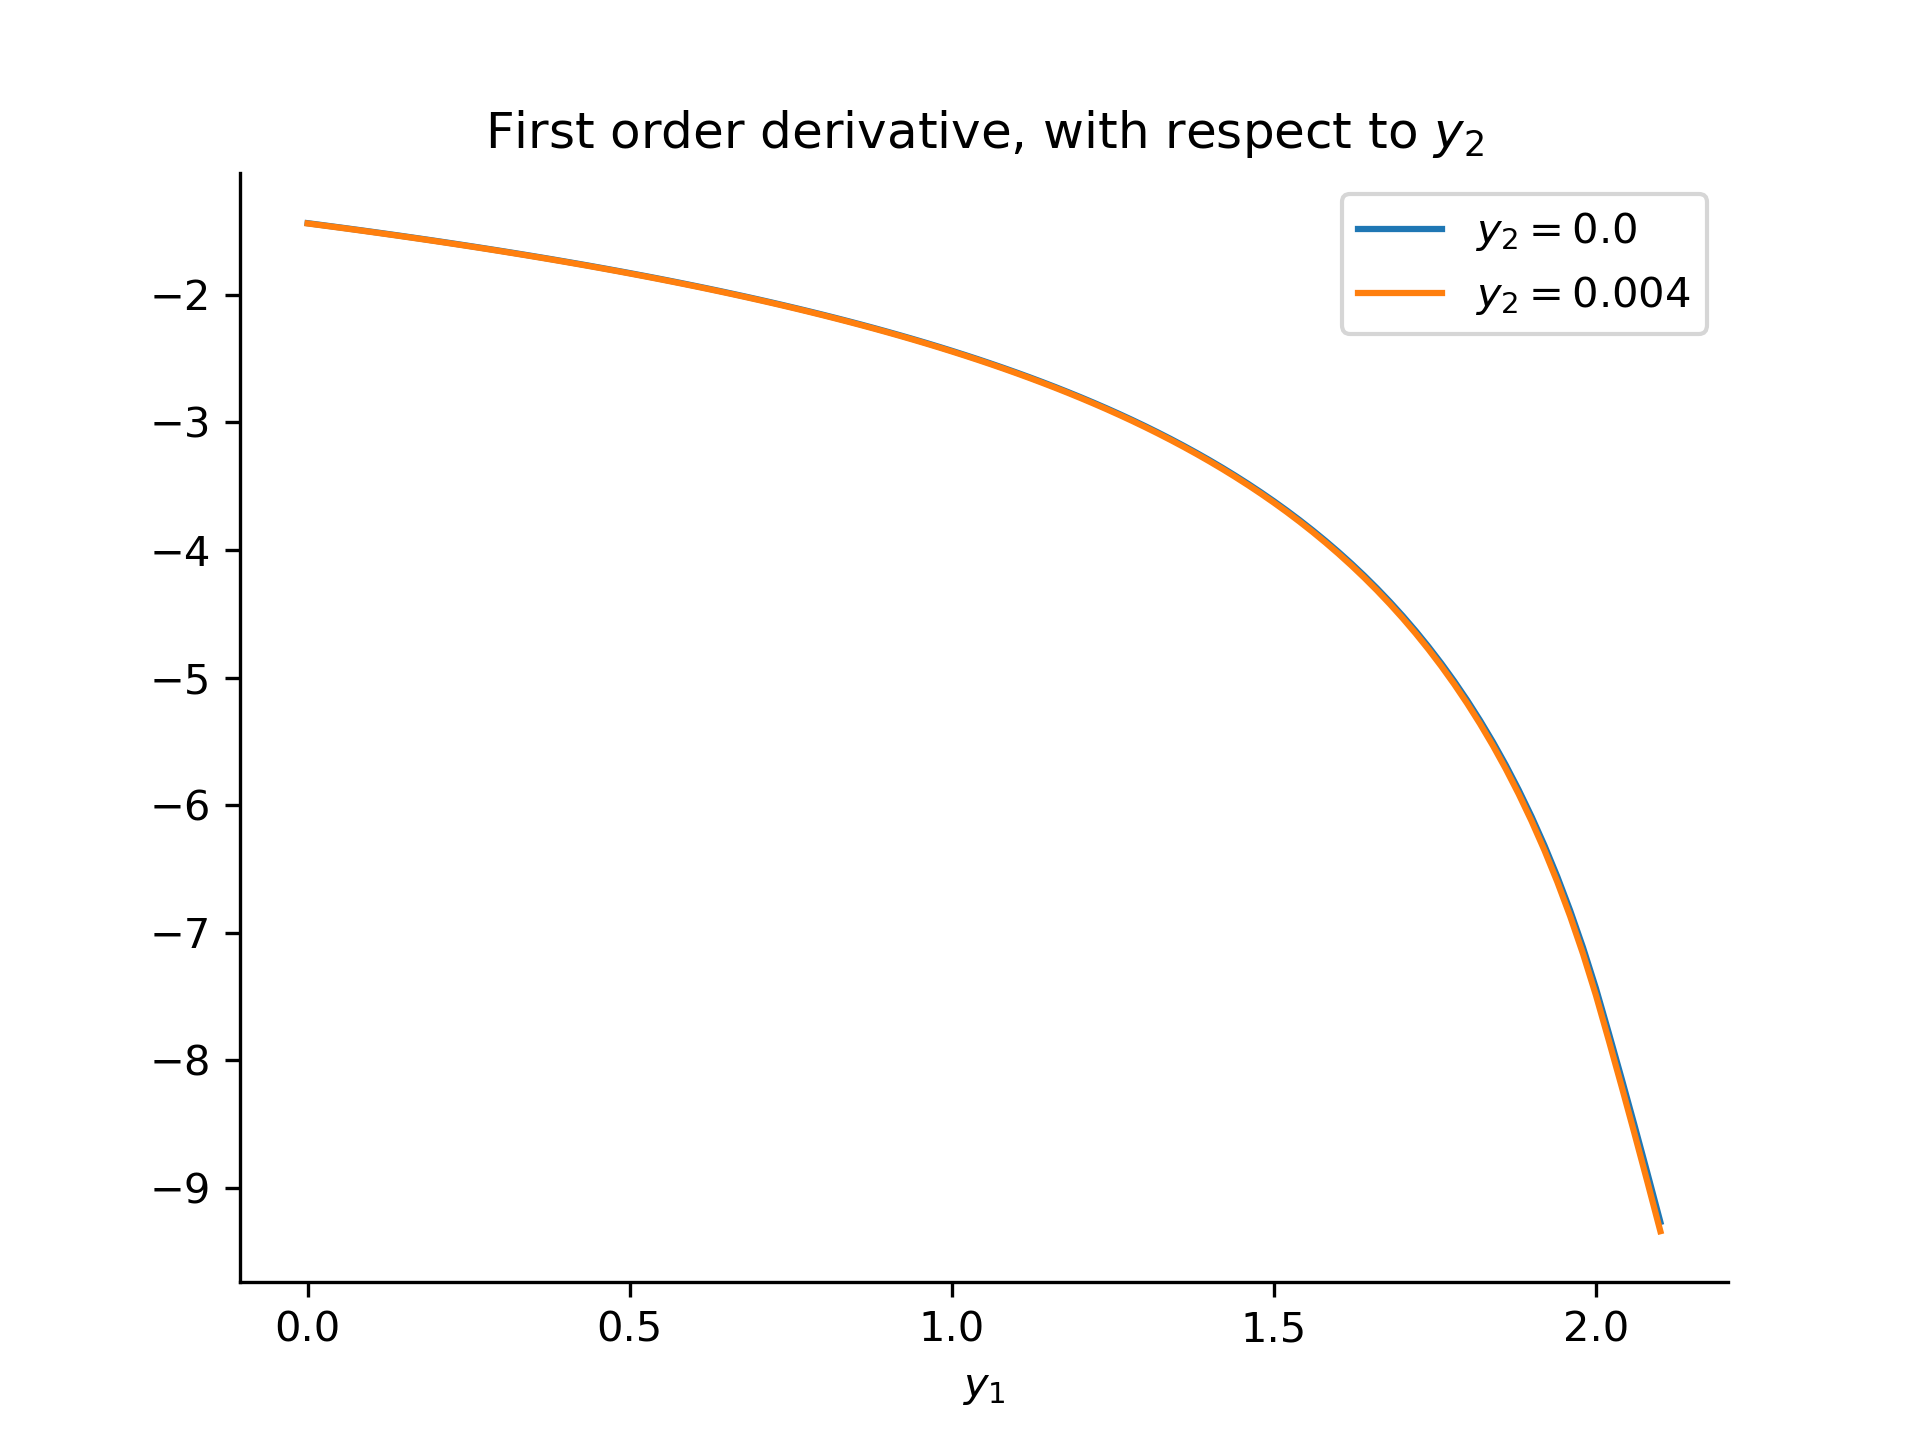 First order derivative, with respect to y₂
y₂ = 0.0
y₂ = 0.004
−2
−3
−4
−5
−6
−7
−8
−9
0.0 0.5 1.0 1.5 2.0
y₁